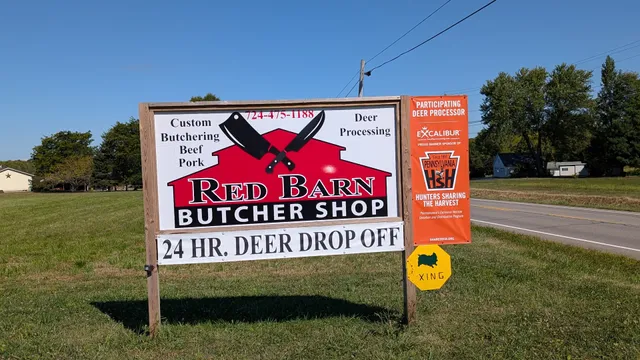 724-475-1188
Custom
Butchering
Beef
Pork
Deer
Processing
RED BARN
BUTCHER SHOP
24 HR. DEER DROP OFF
PARTICIPATING
DEER PROCESSOR
EXCALIBUR
PENNSYLVANIA
HSH
HUNTERS SHARING
THE HARVEST
XING